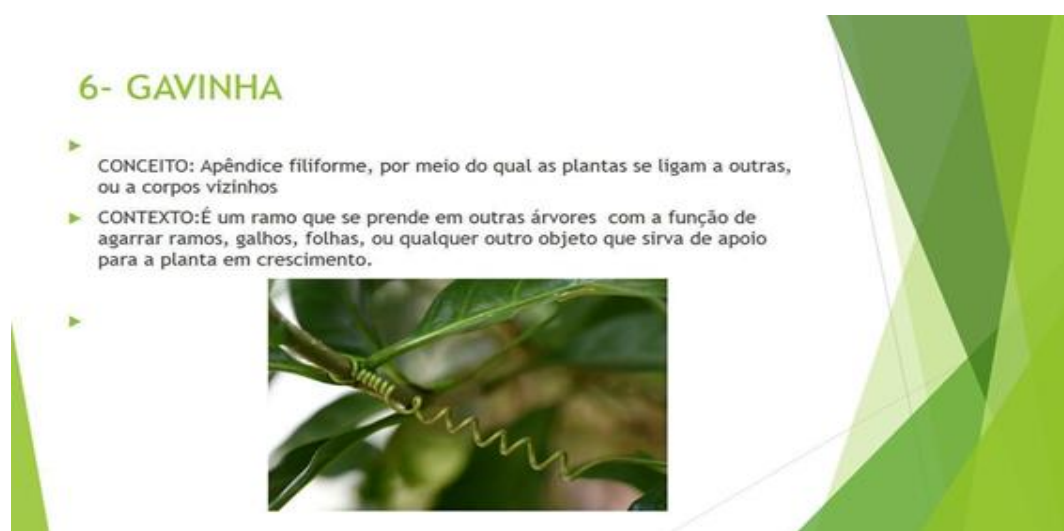 6- GAVINHA
CONCEITO: Apêndice filiforme, por meio do qual as plantas se ligam a outras,
ou a corpos vizinhos
CONTEXTO:É um ramo que se prende em outras árvores com a função de
agarrar ramos, galhos, folhas, ou qualquer outro objeto que sirva de apoio
para a planta em crescimento.